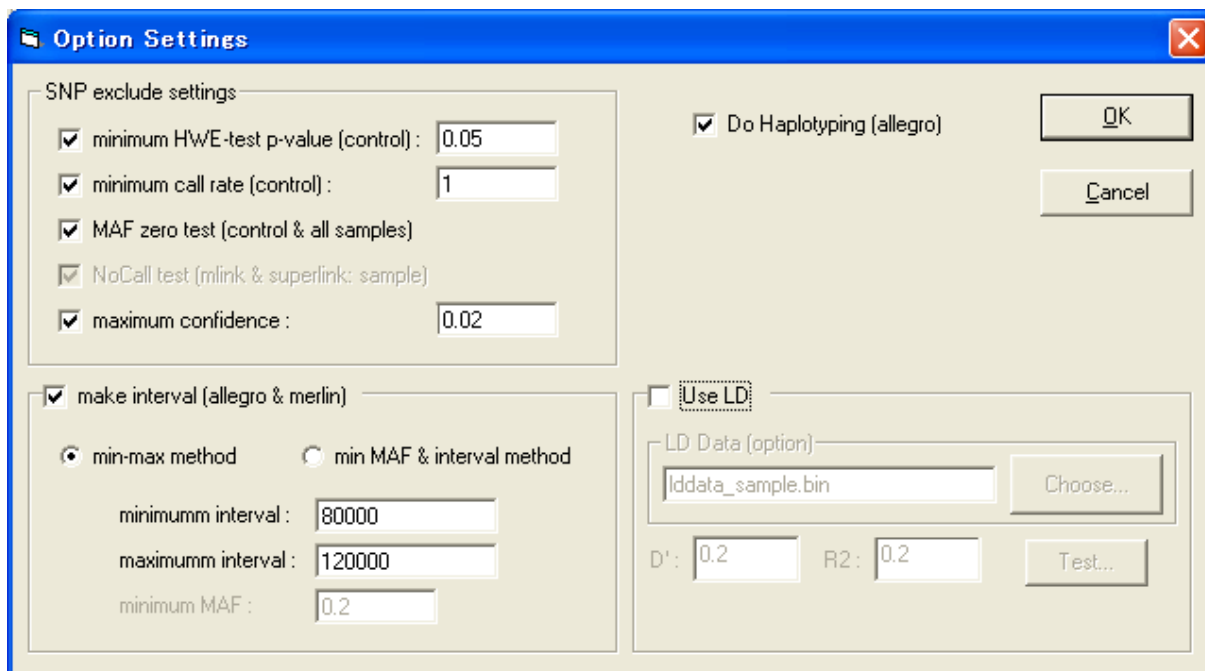 Option Settings
SNP exclude settings
minimum HWE-test p-value (control) : 0.05
minimum call rate (control) : 1
MAF zero test (control & all samples)
NoCall test (mlink & superlink: sample)
maximum confidence : 0.02
Do Haplotyping (allegro)
OK
Cancel
make interval (allegro & merlin)
min-max method min MAF & interval method
minimumm interval : 80000
maximumm interval : 120000
minimum MAF : 0.2
Use LD
LD Data (option)
lddata_sample.bin Choose...
D' : 0.2 R2 : 0.2 Test...